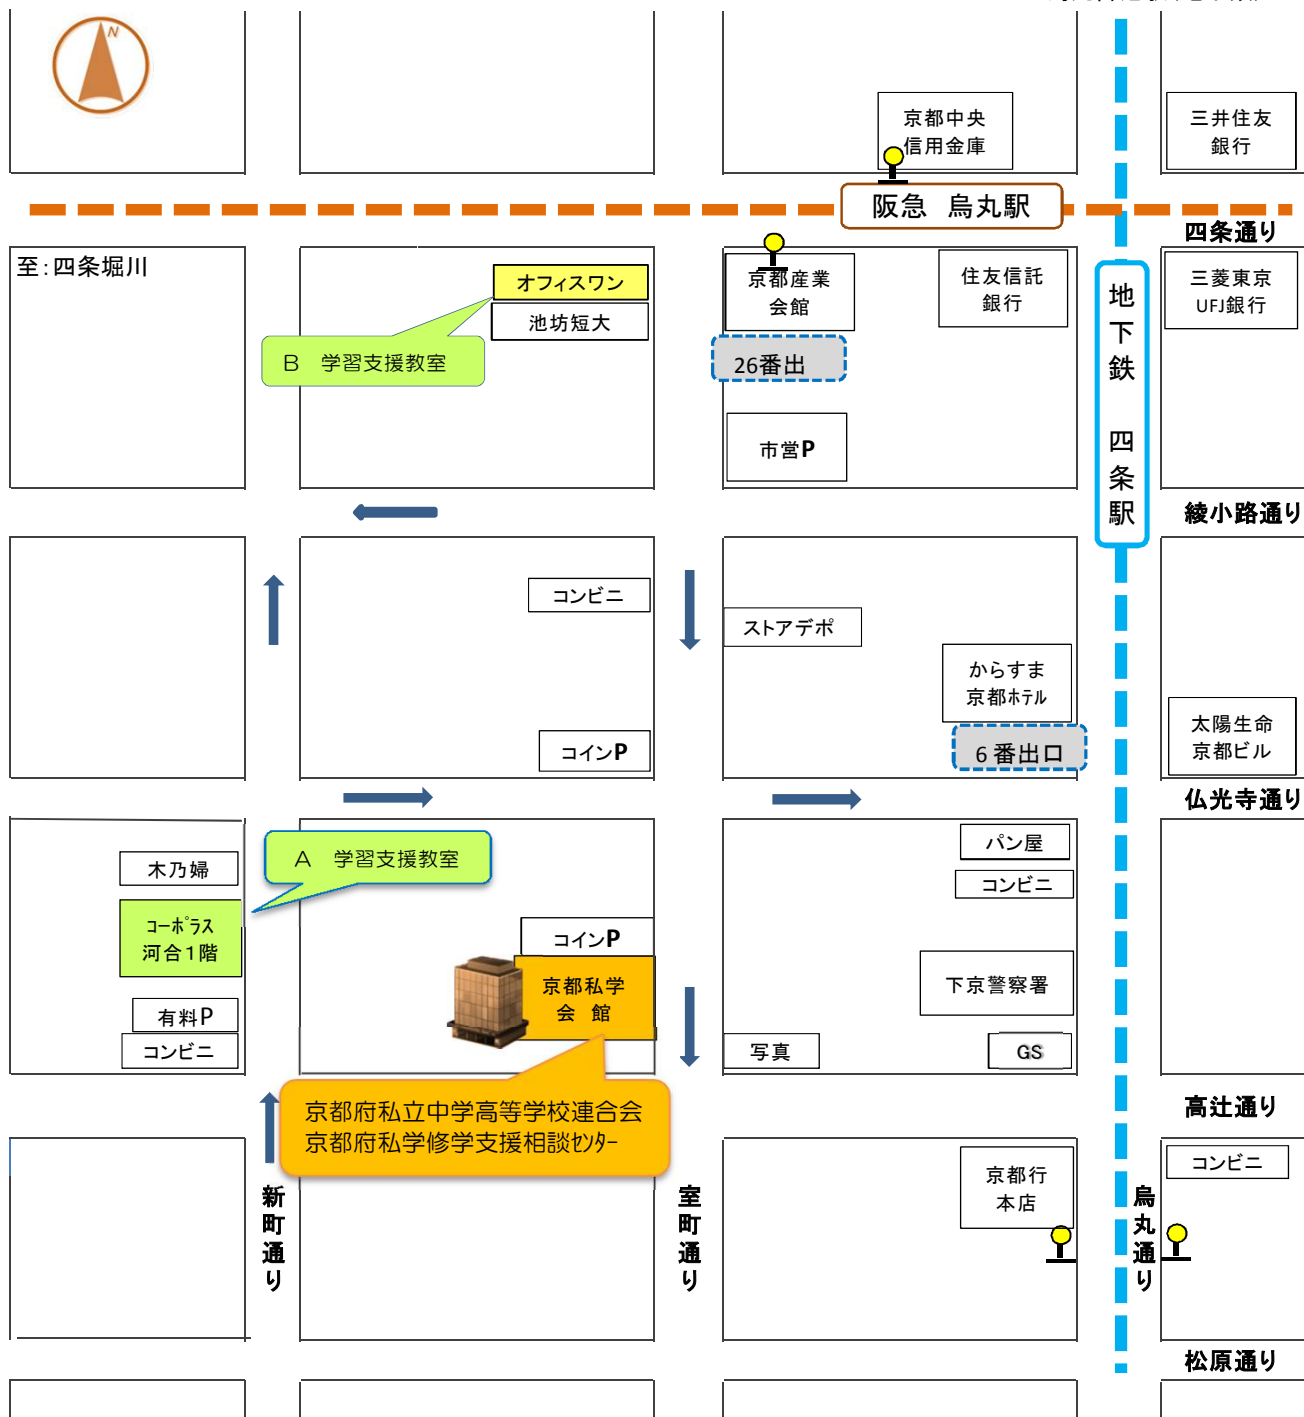 N
京都中央
信用金庫
三井住友
銀行
阪急 烏丸駅
四条通り
至:四条堀川
オフィスワン
池坊短大
B 学習支援教室
京都産業
会館
26番出
市営P
住友信託
銀行
地下鉄 四条駅
三菱東京
UFJ銀行
綾小路通り
コンビニ
コインP
ストアデポ
からすま
京都ホテル
6番出口
太陽生命
京都ビル
仏光寺通り
木乃婦
A 学習支援教室
コーポラス
河合1階
有料P
コンビニ
コインP
京都私学
会 館
パン屋
コンビニ
下京警察署
写真
GS
京都府私立中学高等学校連合会
京都府私学修学支援相談センター
高辻通り
新町通り
室町通り
京都行
本店
烏丸通り
コンビニ
松原通り